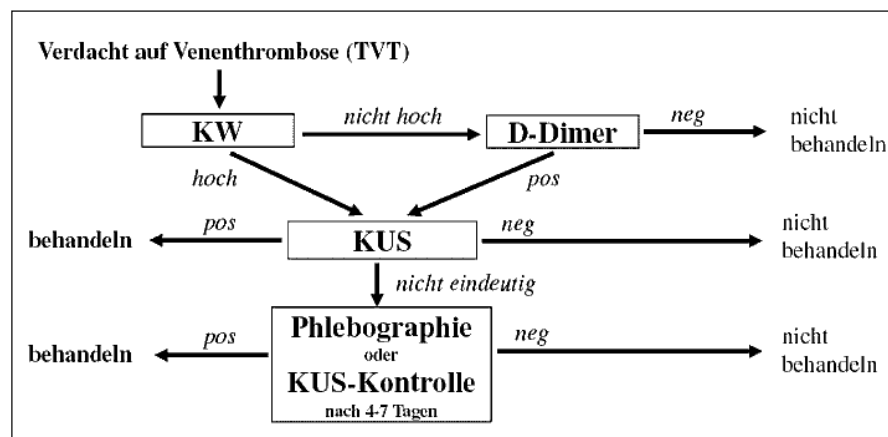 Verdacht auf Venenthrombose (TVT)
KW
nicht hoch
D-Dimer
neg
nicht
behandeln
hoch
pos
behandeln
pos
KUS
neg
nicht
behandeln
nicht eindeutig
behandeln
pos
Phlebographie
oder
KUS-Kontrolle
nach 4-7 Tagen
neg
nicht
behandeln